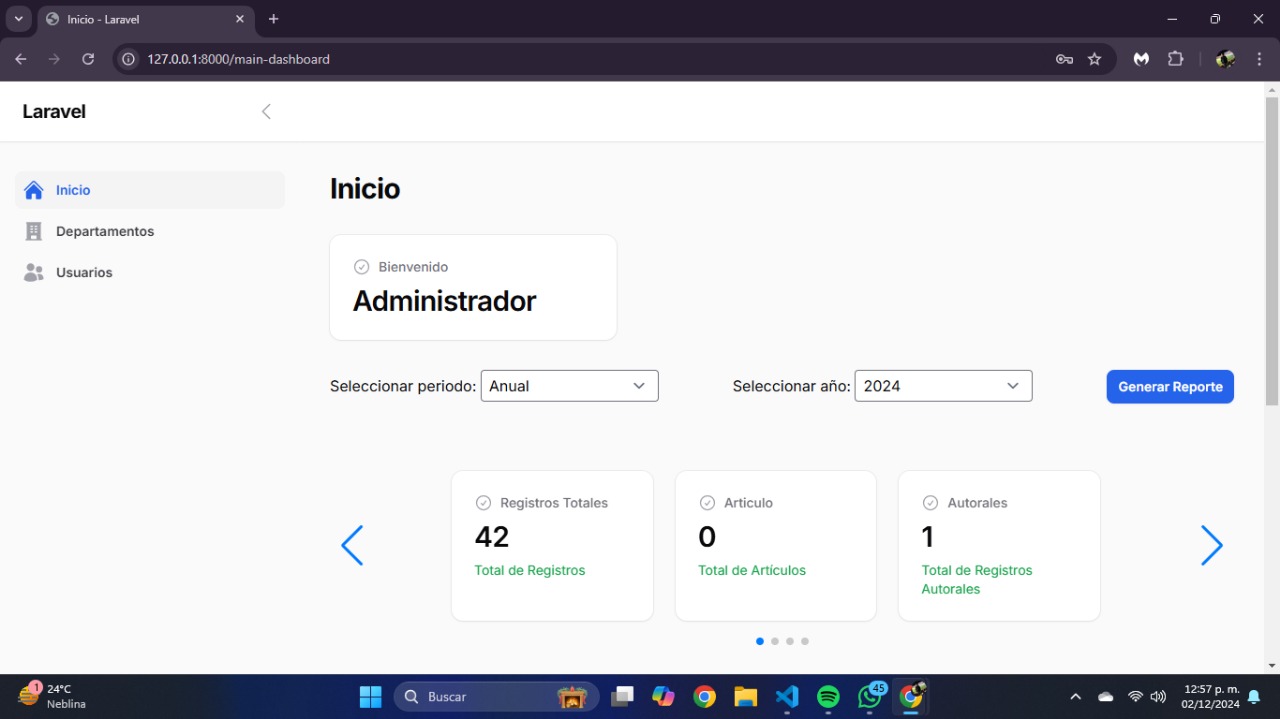 Inicio - Laravel
127.0.0.1:8000/main-dashboard
Laravel
Inicio
Departamentos
Usuarios
Inicio
Bienvenido
Administrador
Seleccionar periodo: Anual
Seleccionar año: 2024
Generar Reporte
Registros Totales
42
Total de Registros
Articulo
0
Total de Artículos
Autorales
1
Total de Registros
Autorales
1
24°C
Neblina
Buscar
45
12:57 p. m.
02/12/2024